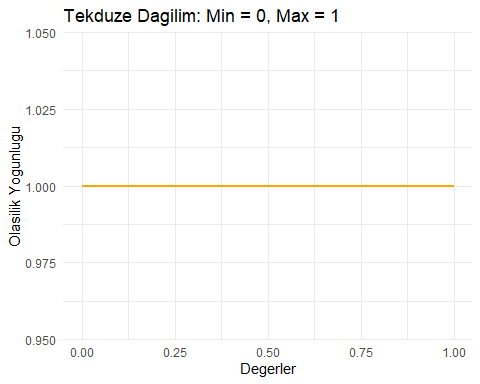 Tekduze Dagilim: Min = 0, Max = 1
Olasilik Yogunlugu
1.050
1.025
1.000
0.975
0.950
0.00 0.25 0.50 0.75 1.00
Degerler